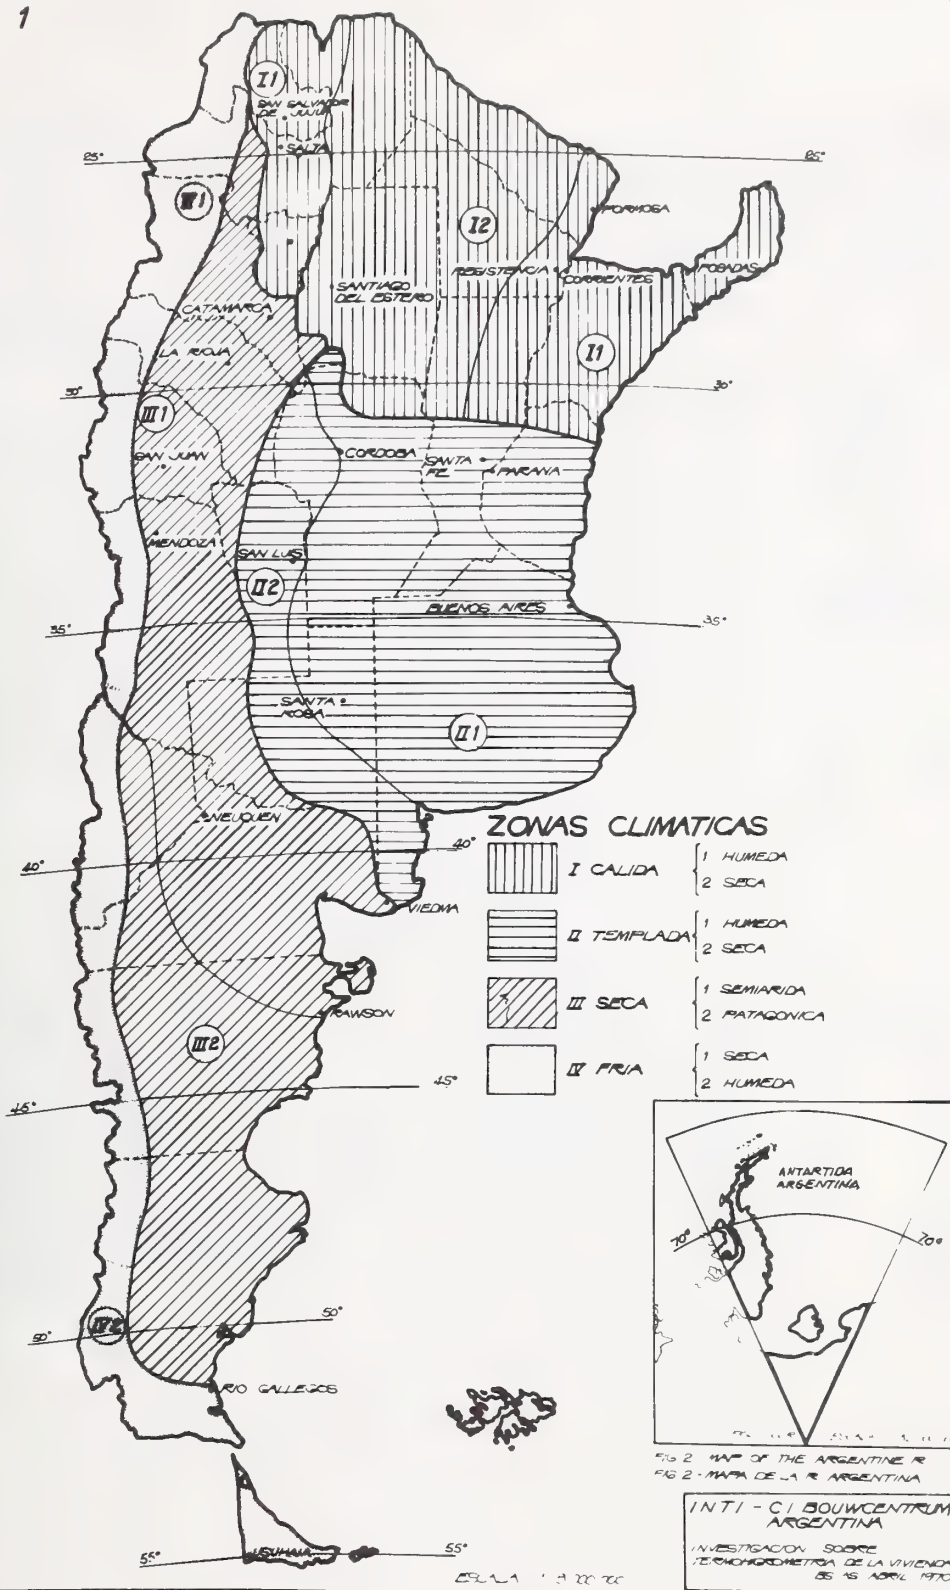 1
I1
SAN SALVADOR
DE JUJUY
SALTA
25°
25°
IV1
I2
FORMOSA
RESISTENCIA
CORRIENTES
POSADAS
SANTIAGO
DEL ESTERO
CATAMARCA
LA RIOJA
I1
30°
30°
III1
SAN JUAN
CORDOBA
SANTA
FE
PARANA
MENDOZA
SAN LUIS
II2
BUENOS AIRES
35°
35°
SANTA
ROSA
II1
NEUQUEN
40°
40°
VIEDMA
RAWSON
III2
45°
45°
50°
50°
IV2
RIO GALLEGOS
USUHAIA
55°
55°
ZONAS CLIMATICAS
I CALIDA
1 HUMEDA
2 SECA
II TEMPLADA
1 HUMEDA
2 SECA
III SECA
1 SEMIARIDA
2 PATAGONICA
IV FRIA
1 SECA
2 HUMEDA
ANTARTIDA
ARGENTINA
70°
70°
FIG 2 MAP OF THE ARGENTINE R
FIG 2 - MAPA DE LA R ARGENTINA
INTI - CI BOUWCENTRUM
ARGENTINA
INVESTIGACION SOBRE
TERMOHIGROMETRIA DE LA VIVIENDA
BS AS ABRIL
ESCALA